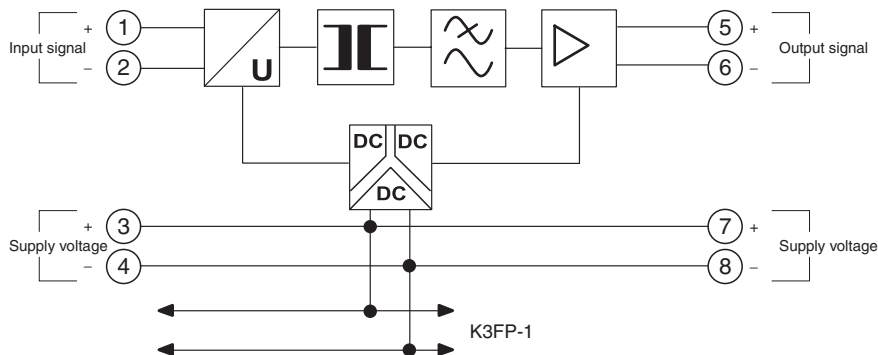 + 1 5 +
Input signal U Output signal
− 2 6 −
DC DC
DC
+ 3 7 +
Supply voltage Supply voltage
− 4 8 −
K3FP-1